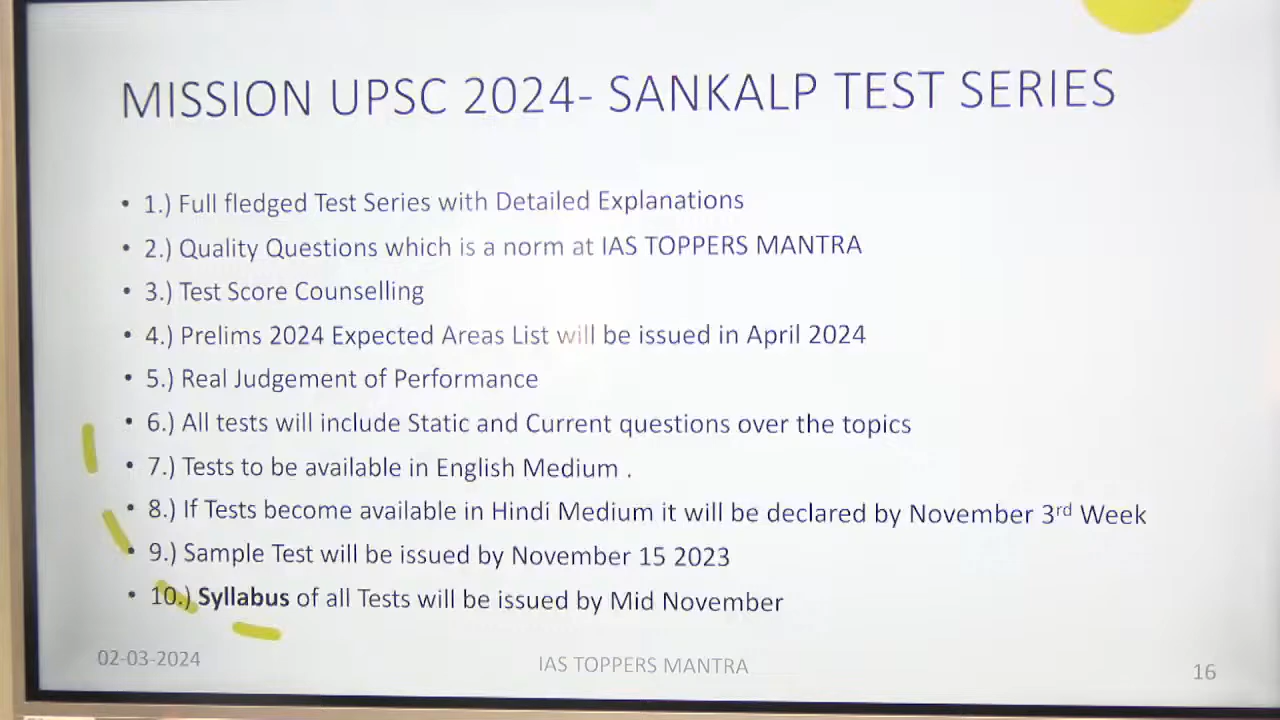 MISSION UPSC 2024- SANKALP TEST SERIES
• 1.) Full fledged Test Series with Detailed Explanations
• 2.) Quality Questions which is a norm at IAS TOPPERS MANTRA
• 3.) Test Score Counselling
• 4.) Prelims 2024 Expected Areas List will be issued in April 2024
• 5.) Real Judgement of Performance
• 6.) All tests will include Static and Current questions over the topics
• 7.) Tests to be available in English Medium .
• 8.) If Tests become available in Hindi Medium it will be declared by November 3rd Week
• 9.) Sample Test will be issued by November 15 2023
• 10.) Syllabus of all Tests will be issued by Mid November
02-03-2024
IAS TOPPERS MANTRA
16